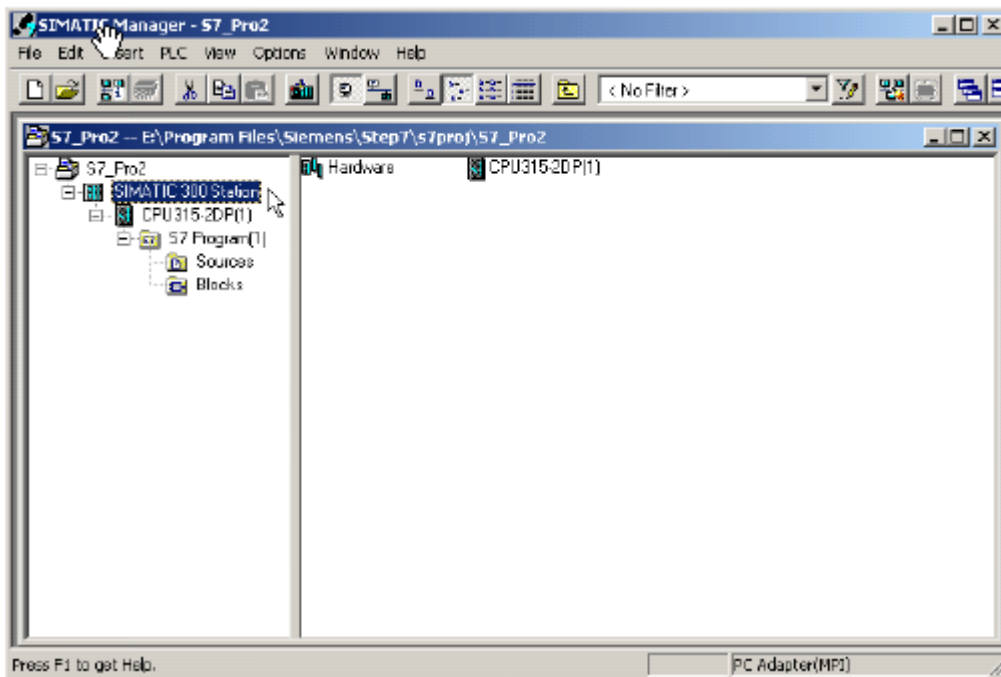 SIMATIC Manager - S7_Pro2
File Edit Insert PLC View Options Window Help
< No Filter >
S7_Pro2 -- E:\Program Files\Siemens\Step7\s7proj\S7_Pro2
S7_Pro2
SIMATIC 300 Station
CPU315-2DP(1)
S7 Program(1)
Sources
Blocks
Hardware
CPU315-2DP(1)
Press F1 to get Help.
PC Adapter(MPI)